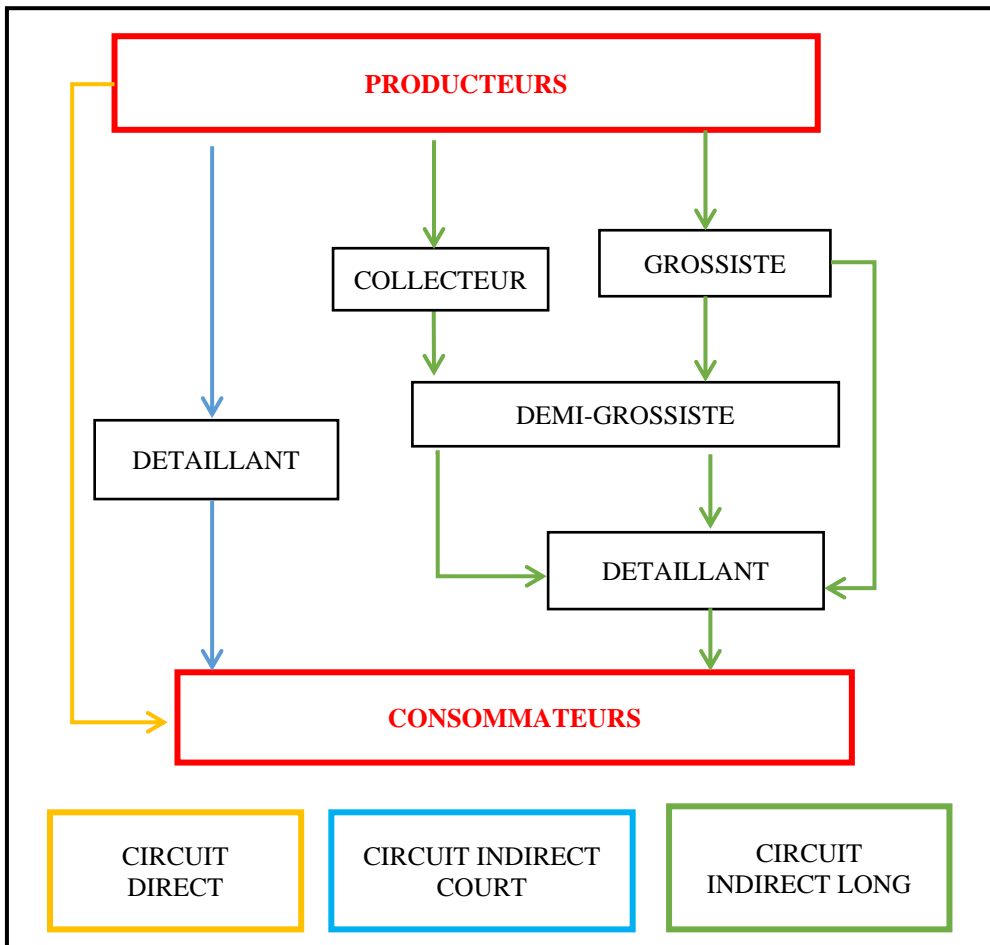 PRODUCTEURS
GROSSISTE
COLLECTEUR
DEMI-GROSSISTE
DETAILLANT
DETAILLANT
CONSOMMATEURS
CIRCUIT
DIRECT
CIRCUIT INDIRECT
COURT
CIRCUIT
INDIRECT LONG